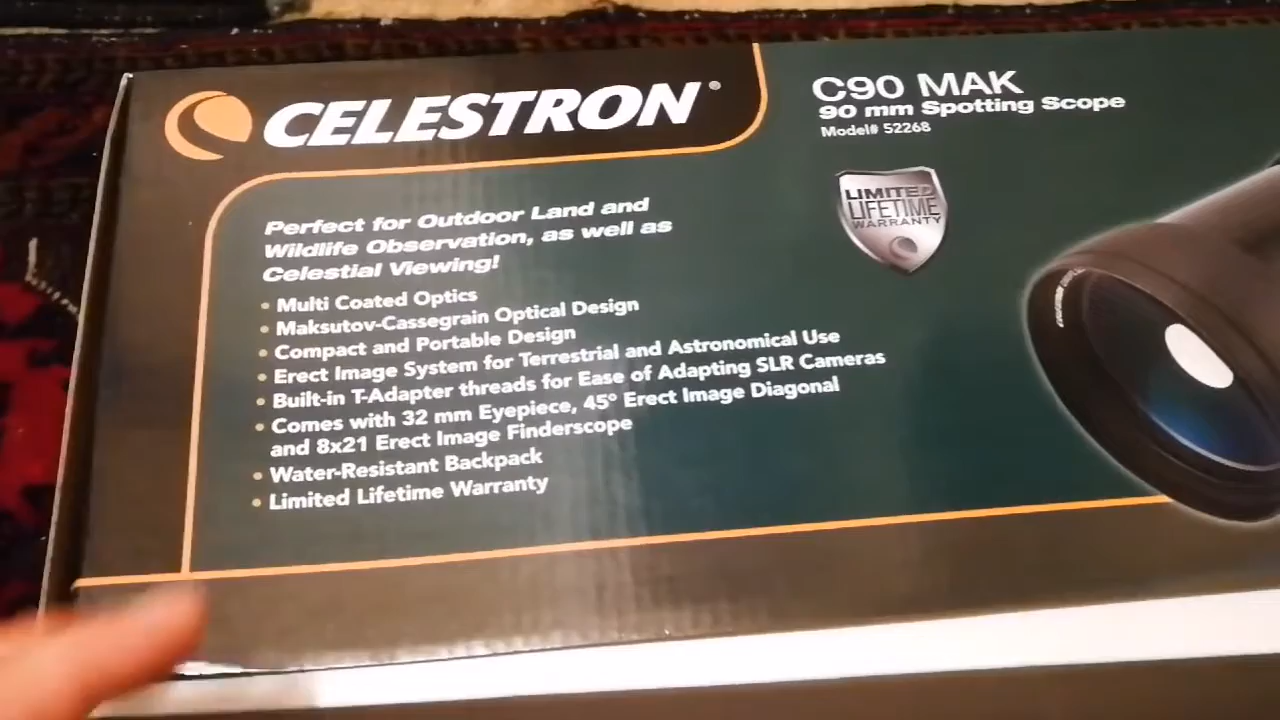 CELESTRON®
C90 MAK
90 mm Spotting Scope
Model# 52268
LIMITED
LIFETIME
WARRANTY
Perfect for Outdoor Land and
Wildlife Observation, as well as
Celestial Viewing!
• Multi Coated Optics
• Maksutov-Cassegrain Optical Design
• Compact and Portable Design
• Erect Image System for Terrestrial and Astronomical Use
• Built-in T-Adapter threads for Ease of Adapting SLR Cameras
• Comes with 32 mm Eyepiece, 45° Erect Image Diagonal
and 8x21 Erect Image Finderscope
• Water-Resistant Backpack
• Limited Lifetime Warranty